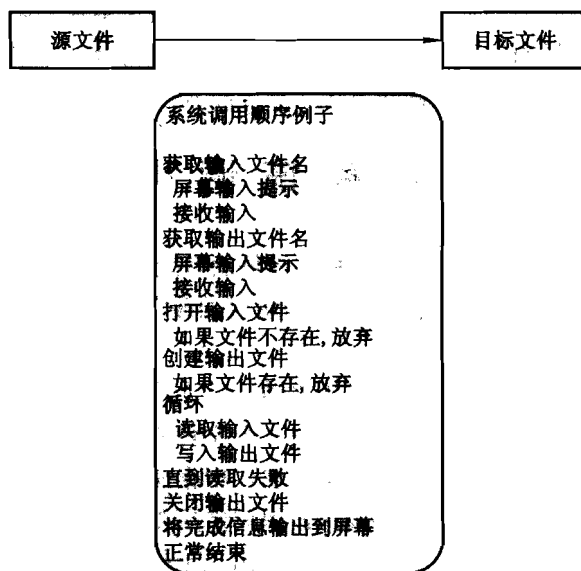 源文件
目标文件
系统调用顺序例子
获取输入文件名
屏幕输入提示
接收输入
获取输出文件名
屏幕输入提示
接收输入
打开输入文件
如果文件不存在,放弃
创建输出文件
如果文件存在,放弃
循环
读取输入文件
写入输出文件
直到读取失败
关闭输出文件
将完成信息输出到屏幕
正常结束